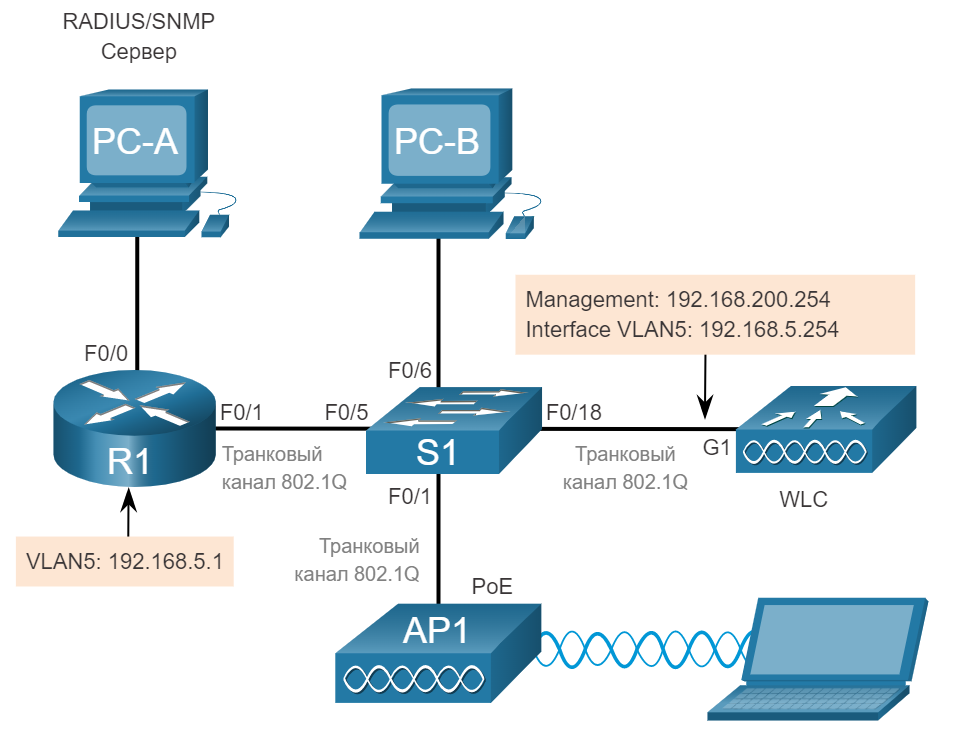 RADIUS/SNMP
Сервер
PC-A
PC-B
Management: 192.168.200.254
Interface VLAN5: 192.168.5.254
F0/0
F0/6
F0/1
F0/5
F0/18
R1
S1
G1
Транковый
канал 802.1Q
Транковый
канал 802.1Q
WLC
F0/1
VLAN5: 192.168.5.1
Транковый
канал 802.1Q
PoE
AP1